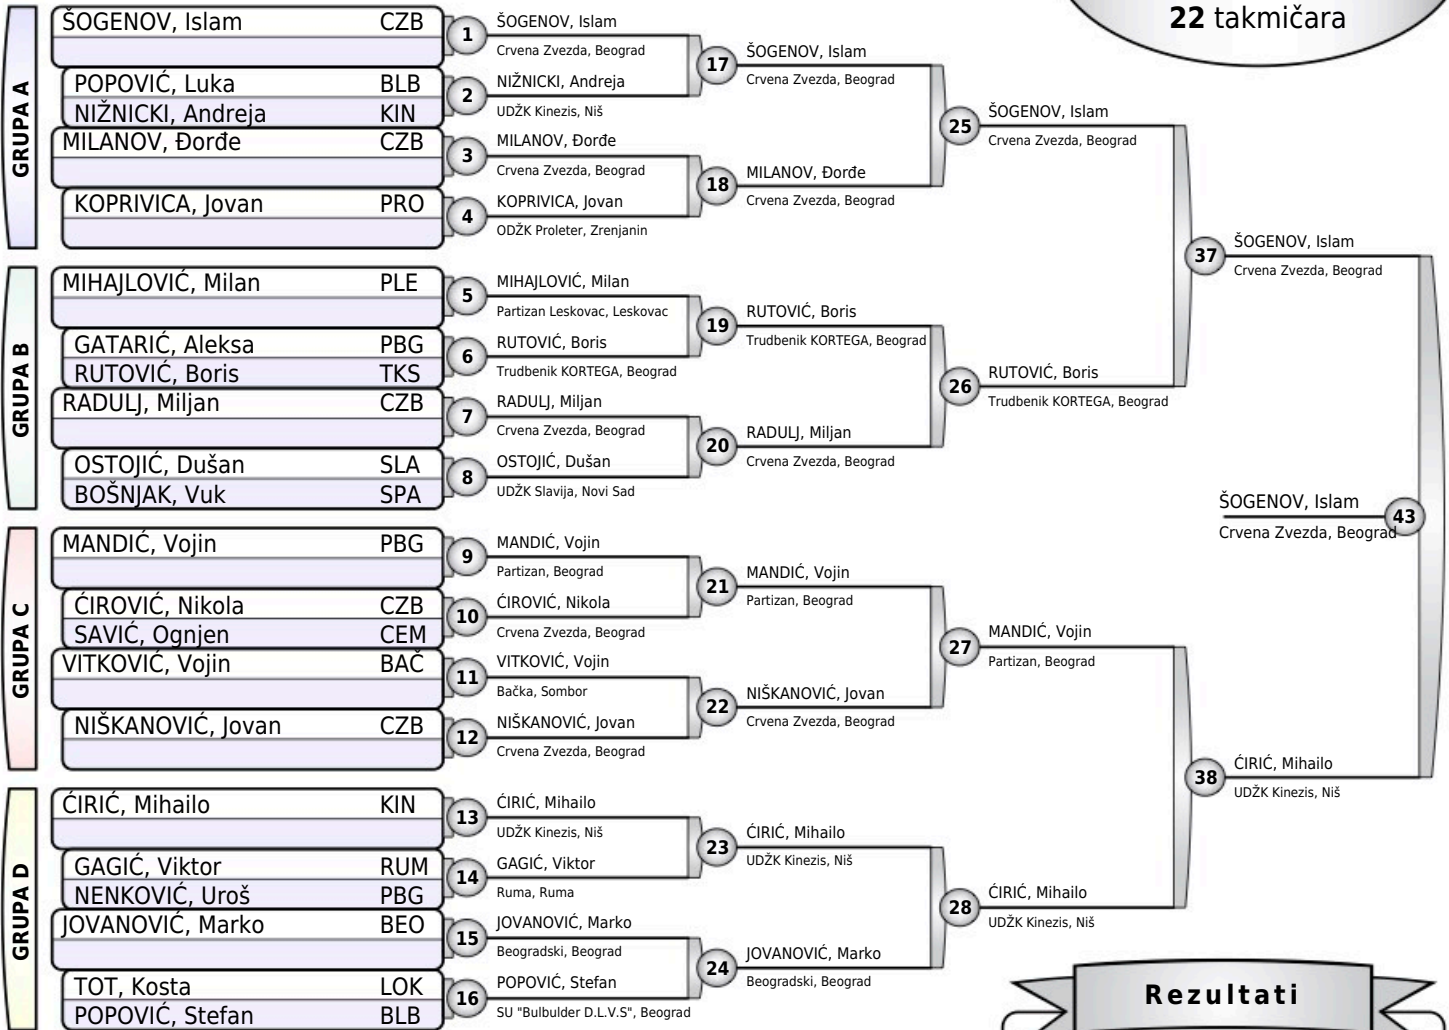 22 takmičara
GRUPA A
ŠOGENOV, Islam CZB
POPOVIĆ, Luka BLB
NIŽNICKI, Andreja KIN
MILANOV, Đorđe CZB
KOPRIVICA, Jovan PRO
GRUPA B
MIHAJLOVIĆ, Milan PLE
GATARIĆ, Aleksa PBG
RUTOVIĆ, Boris TKS
RADULJ, Miljan CZB
OSTOJIĆ, Dušan SLA
BOŠNJAK, Vuk SPA
GRUPA C
MANDIĆ, Vojin PBG
ĆIROVIĆ, Nikola CZB
SAVIĆ, Ognjen CEM
VITKOVIĆ, Vojin BAČ
NIŠKANOVIĆ, Jovan CZB
GRUPA D
ĆIRIĆ, Mihailo KIN
GAGIĆ, Viktor RUM
NENKOVIĆ, Uroš PBG
JOVANOVIĆ, Marko BEO
TOT, Kosta LOK
POPOVIĆ, Stefan BLB
1 ŠOGENOV, Islam
Crvena Zvezda, Beograd
2 NIŽNICKI, Andreja
UDŽK Kinezis, Niš
3 MILANOV, Đorđe
Crvena Zvezda, Beograd
4 KOPRIVICA, Jovan
ODŽK Proleter, Zrenjanin
5 MIHAJLOVIĆ, Milan
Partizan Leskovac, Leskovac
6 RUTOVIĆ, Boris
Trudbenik KORTEGA, Beograd
7 RADULJ, Miljan
Crvena Zvezda, Beograd
8 OSTOJIĆ, Dušan
UDŽK Slavija, Novi Sad
9 MANDIĆ, Vojin
Partizan, Beograd
10 ĆIROVIĆ, Nikola
Crvena Zvezda, Beograd
11 VITKOVIĆ, Vojin
Bačka, Sombor
12 NIŠKANOVIĆ, Jovan
Crvena Zvezda, Beograd
13 ĆIRIĆ, Mihailo
UDŽK Kinezis, Niš
14 GAGIĆ, Viktor
Ruma, Ruma
15 JOVANOVIĆ, Marko
Beogradski, Beograd
16 POPOVIĆ, Stefan
SU "Bulbulder D.L.V.S", Beograd
17 ŠOGENOV, Islam
Crvena Zvezda, Beograd
18 MILANOV, Đorđe
Crvena Zvezda, Beograd
19 RUTOVIĆ, Boris
Trudbenik KORTEGA, Beograd
20 RADULJ, Miljan
Crvena Zvezda, Beograd
21 MANDIĆ, Vojin
Partizan, Beograd
22 NIŠKANOVIĆ, Jovan
Crvena Zvezda, Beograd
23 ĆIRIĆ, Mihailo
UDŽK Kinezis, Niš
24 JOVANOVIĆ, Marko
Beogradski, Beograd
25 ŠOGENOV, Islam
Crvena Zvezda, Beograd
26 RUTOVIĆ, Boris
Trudbenik KORTEGA, Beograd
27 MANDIĆ, Vojin
Partizan, Beograd
28 ĆIRIĆ, Mihailo
UDŽK Kinezis, Niš
37 ŠOGENOV, Islam
Crvena Zvezda, Beograd
38 ĆIRIĆ, Mihailo
UDŽK Kinezis, Niš
ŠOGENOV, Islam 43
Crvena Zvezda, Beograd
Rezultati